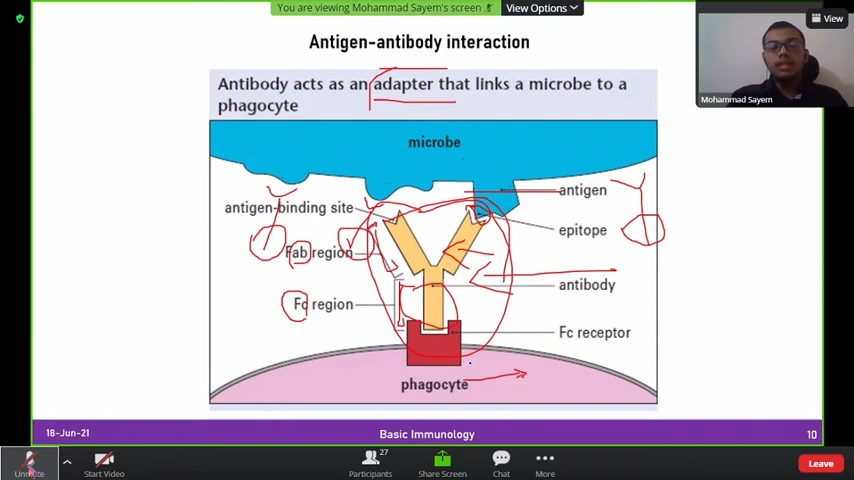 You are viewing Mohammad Sayem's screen
View Options
View
Antigen-antibody interaction
Mohammad Sayem
Antibody acts as an adapter that links a microbe to a
phagocyte
microbe
antigen
antigen-binding site
epitope
Fab region
antibody
Fc region
Fc receptor
phagocyte
18-Jun-21
Basic Immunology
10
27
Unmute
Start Video
Participants
Share Screen
Chat
More
Leave